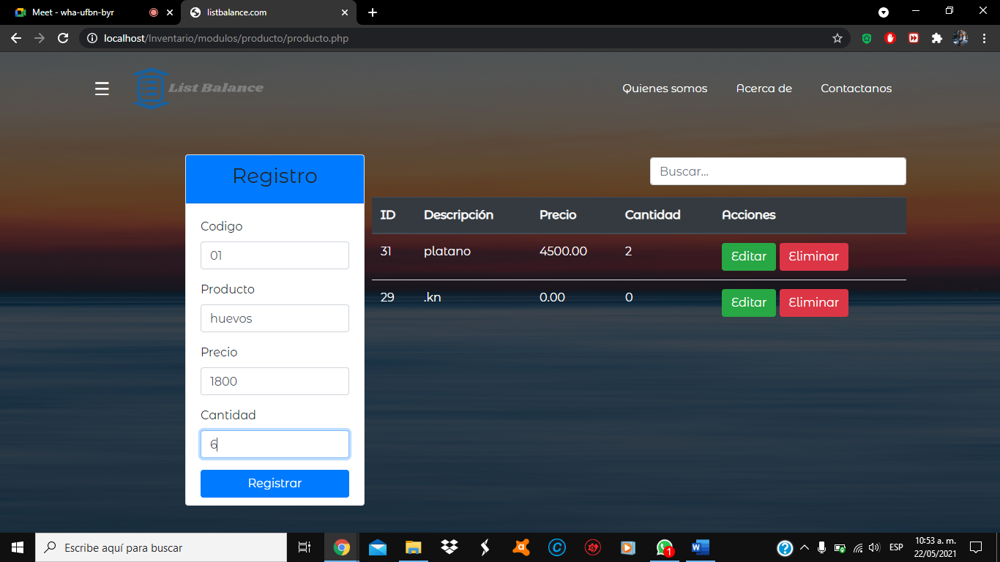 Meet - wha-ufbn-byr
listbalance.com
localhost/Inventario/modulos/producto/producto.php
List Balance
Quienes somos
Acerca de
Contactanos
Registro
Codigo
01
Producto
huevos
Precio
1800
Cantidad
6
Registrar
Buscar...
ID Descripción Precio Cantidad Acciones
31 platano 4500.00 2 Editar Eliminar
29 .kn 0.00 0 Editar Eliminar
Escribe aquí para buscar
1
ESP
10:53 a. m.
22/05/2021